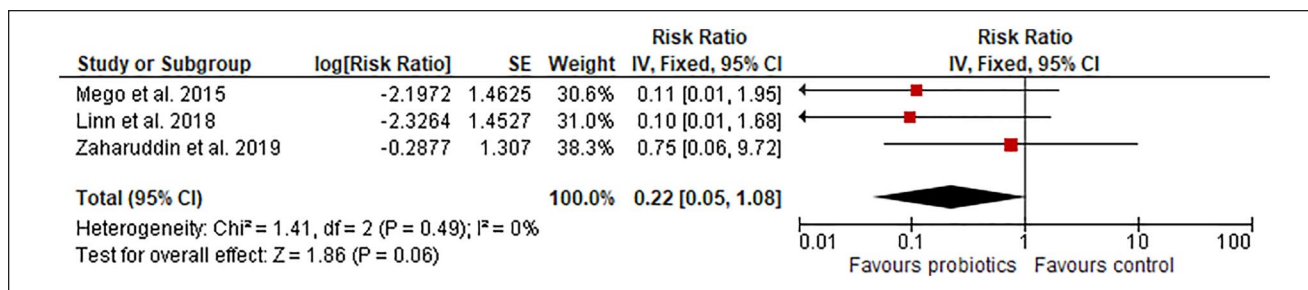 Risk Ratio Risk Ratio
Study or Subgroup log[Risk Ratio] SE Weight IV, Fixed, 95% CI IV, Fixed, 95% CI
Mego et al. 2015 -2.1972 1.4625 30.6% 0.11 [0.01, 1.95]
Linn et al. 2018 -2.3264 1.4527 31.0% 0.10 [0.01, 1.68]
Zaharuddin et al. 2019 -0.2877 1.307 38.3% 0.75 [0.06, 9.72]
Total (95% CI) 100.0% 0.22 [0.05, 1.08]
Heterogeneity: Chi² = 1.41, df = 2 (P = 0.49); I² = 0%
Test for overall effect: Z = 1.86 (P = 0.06)
0.01 0.1 1 10 100
Favours probiotics Favours control